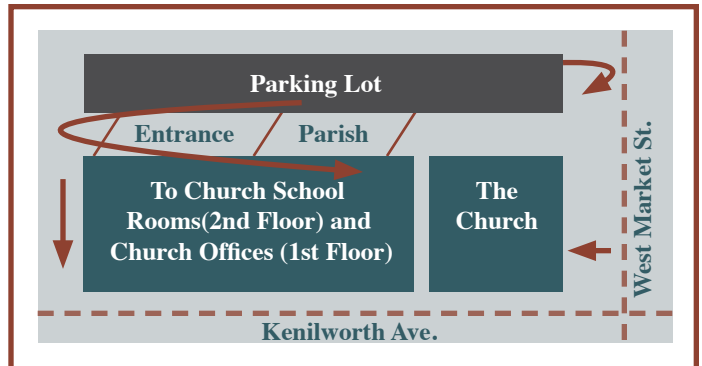 Parking Lot
Entrance
Parish
To Church School
Rooms(2nd Floor) and
Church Offices (1st Floor)
The
Church
West Market St.
Kenilworth Ave.